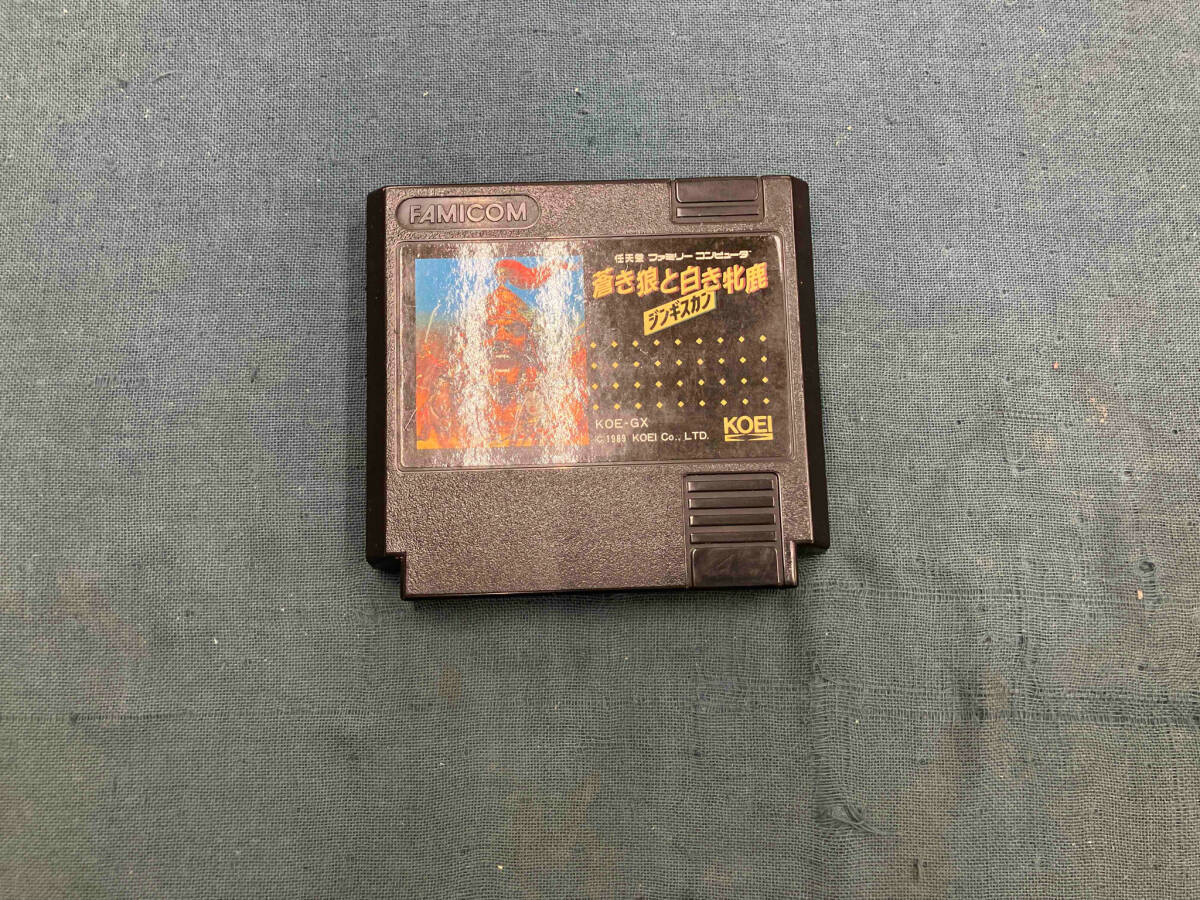 FAMICOM
任天堂 ファミリーコンピュータ
蒼き狼と白き牝鹿
ジンギスカン
KOE-GX
© 1989 KOEI Co., LTD.
KOEI